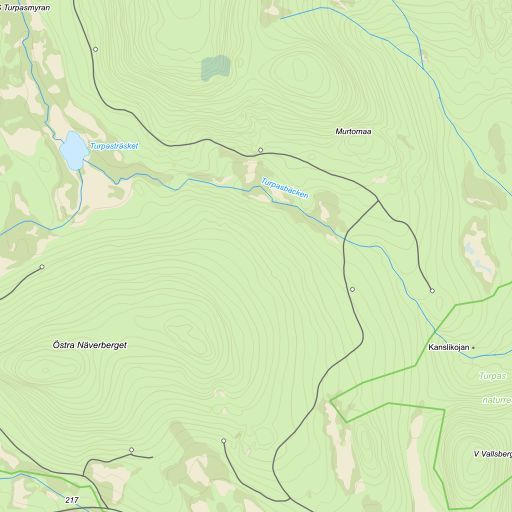 Turpasmyran
Murtomaa
Turpasträsket
Turpasbäcken
Östra Näverberget
Kanslikojan
Turpas
naturre
V Vallsberg
217